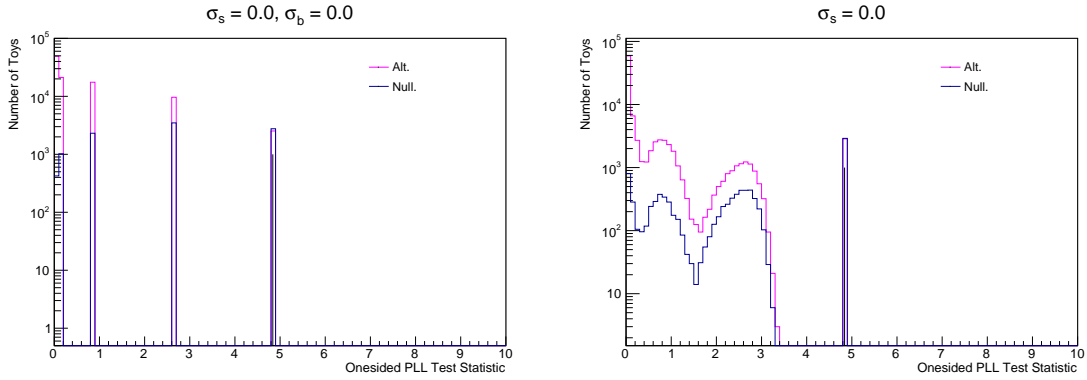 σs = 0.0, σb = 0.0
Number of Toys
10^5
10^4
10^3
10^2
10
1
Alt.
Null.
0 1 2 3 4 5 6 7 8 9 10
Onesided PLL Test Statistic
σs = 0.0
Number of Toys
10^5
10^4
10^3
10^2
10
Alt.
Null.
0 1 2 3 4 5 6 7 8 9 10
Onesided PLL Test Statistic